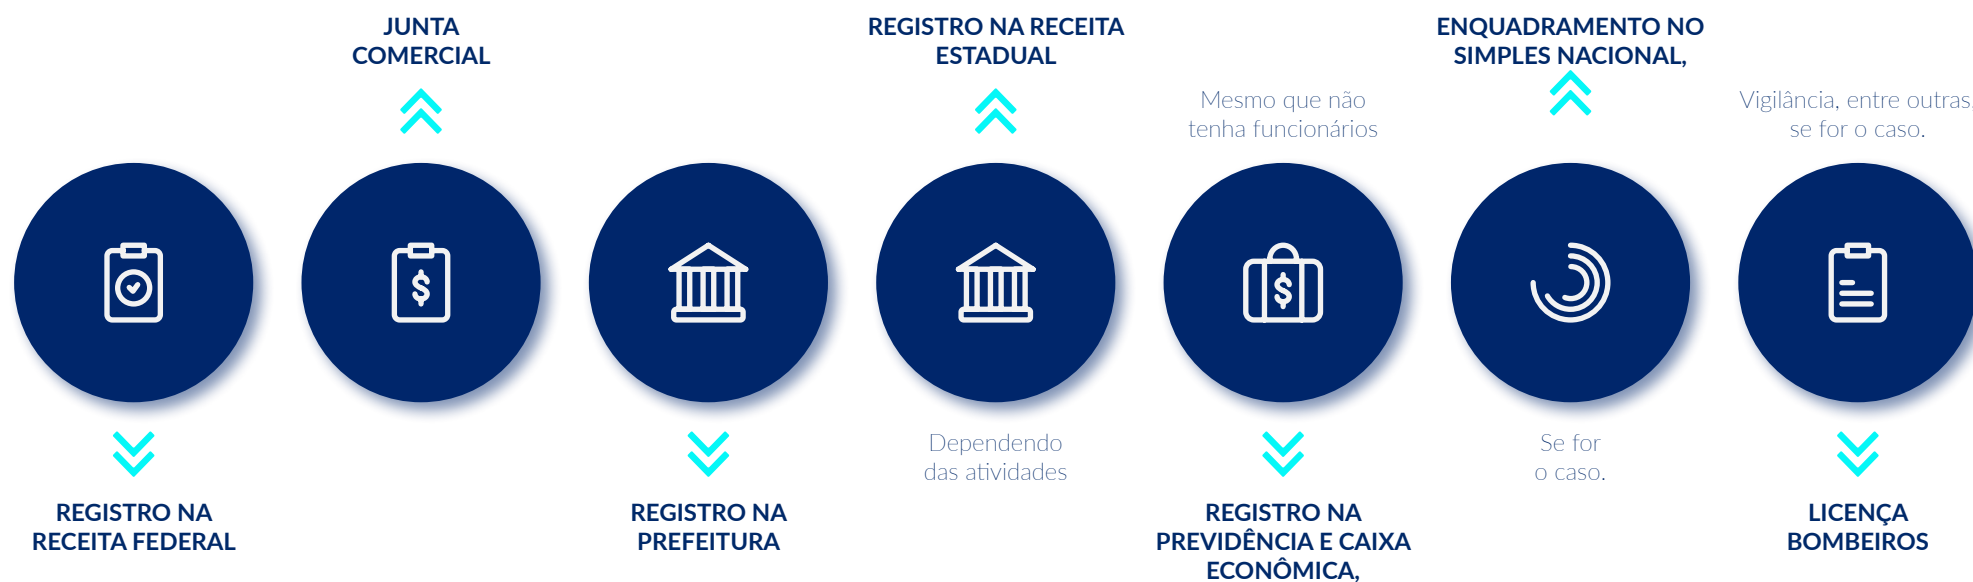 REGISTRO NA
RECEITA FEDERAL
JUNTA
COMERCIAL
REGISTRO NA
PREFEITURA
REGISTRO NA RECEITA
ESTADUAL
Dependendo
das atividades
Mesmo que não
tenha funcionários
REGISTRO NA
PREVIDÊNCIA E CAIXA
ECONÔMICA,
ENQUADRAMENTO NO
SIMPLES NACIONAL,
Se for
o caso.
Vigilância, entre outras,
se for o caso.
LICENÇA
BOMBEIROS